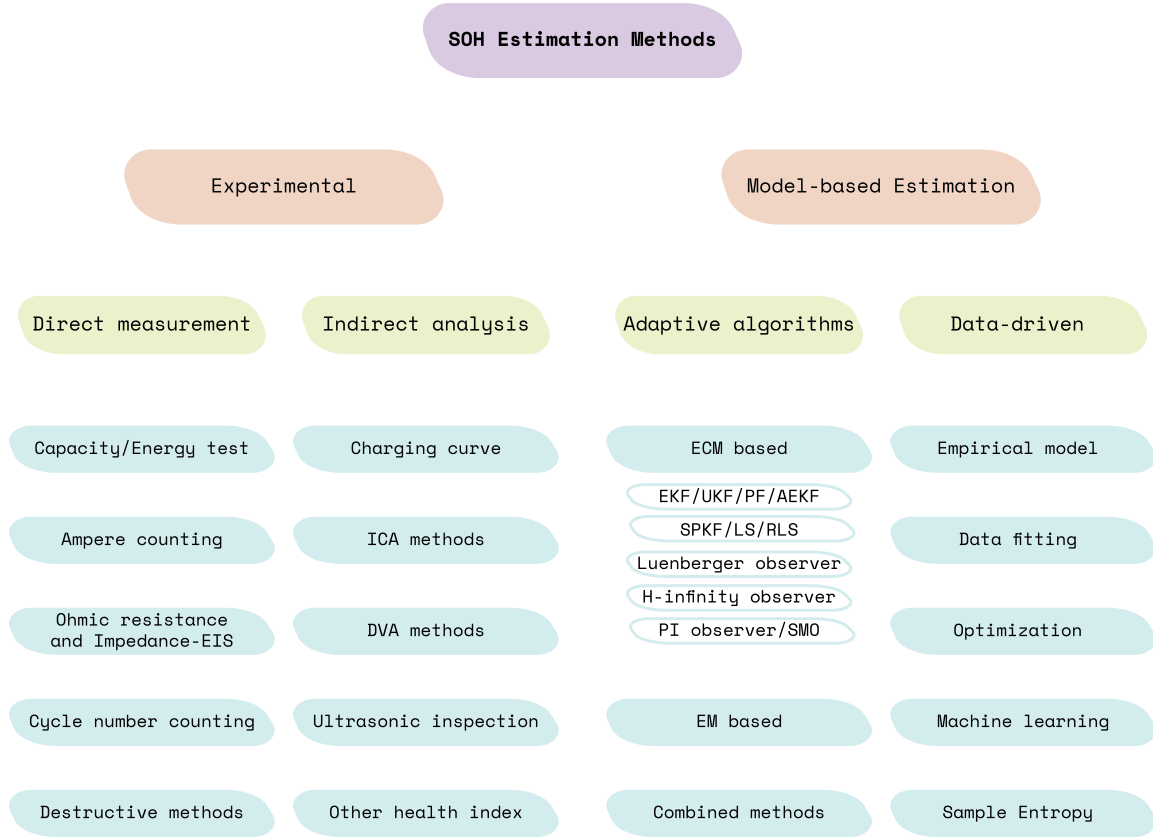 SOH Estimation Methods
Experimental
Model-based Estimation
Direct measurement
Indirect analysis
Adaptive algorithms
Data-driven
Capacity/Energy test
Charging curve
ECM based
Empirical model
EKF/UKF/PF/AEKF
SPKF/LS/RLS
Ampere counting
ICA methods
Data fitting
Luenberger observer
H-infinity observer
Ohmic resistance
and Impedance-EIS
DVA methods
PI observer/SMO
Optimization
Cycle number counting
Ultrasonic inspection
EM based
Machine learning
Destructive methods
Other health index
Combined methods
Sample Entropy